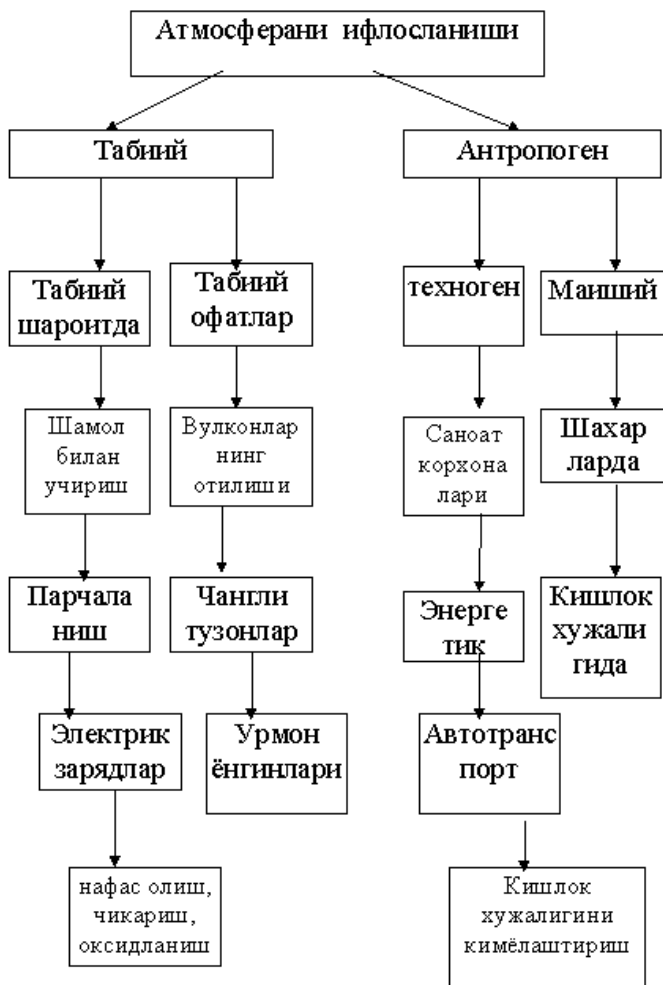 Атмосферани ифлосланиши
Табиий
Антропоген
Табиий
шароитда
Табиий
офатлар
техноген
Маиший
Шамол
билан
учириш
Вулконлар
нинг
отилиши
Саноат
корхона
лари
Шахар
ларда
Парчала
ниш
Чангли
тузонлар
Энерге
тик
Кишлок
хужали
гида
Электрик
зарядлар
Урмон
ёнгинлари
Автотранс
порт
нафас олиш,
чикариш,
оксидланиш
Кишлок
хужалигини
кимёлаштириш